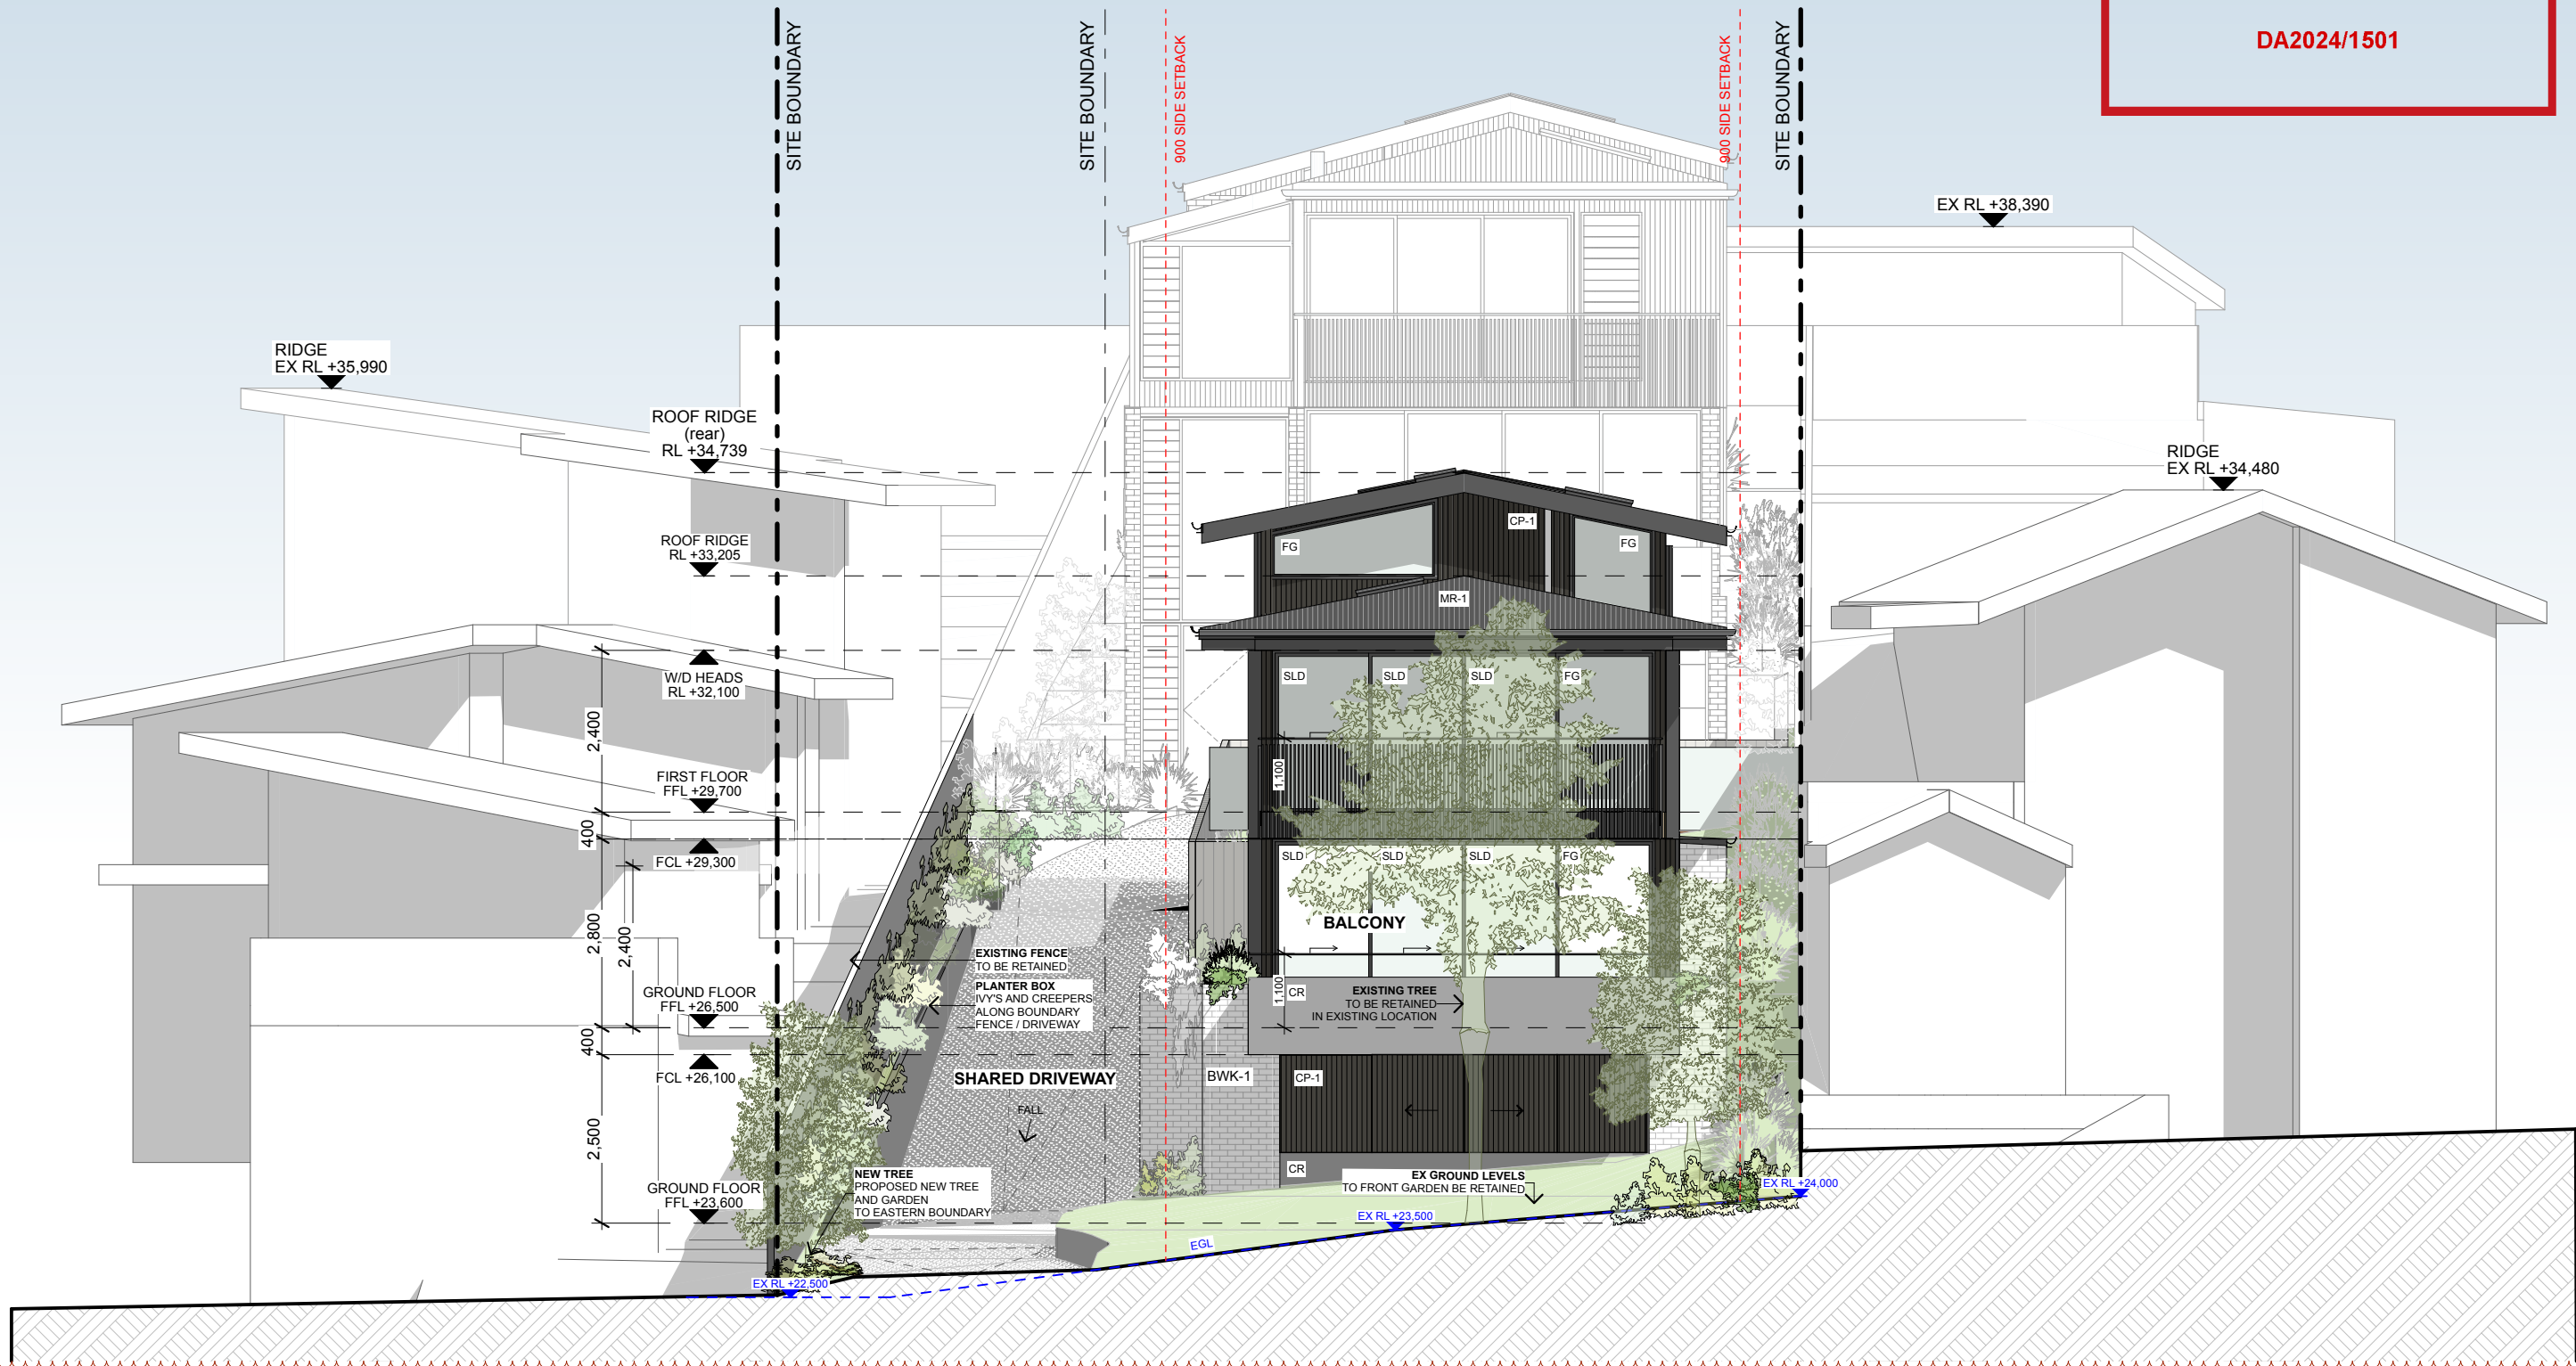 DA2024/1501
SITE BOUNDARY
SITE BOUNDARY
900 SIDE SETBACK
900 SIDE SETBACK
SITE BOUNDARY
EX RL +38,390
RIDGE
EX RL +35,990
ROOF RIDGE
(rear)
RL +34,739
RIDGE
EX RL +34,480
ROOF RIDGE
RL +33,205
CP-1
FG
FG
MR-1
W/D HEADS
RL +32,100
SLD
SLD
SLD
FG
2,400
1,100
FIRST FLOOR
FFL +29,700
400
FCL +29,300
SLD
SLD
SLD
FG
BALCONY
2,800
2,400
EXISTING FENCE
TO BE RETAINED
PLANTER BOX
IVY'S AND CREEPERS
ALONG BOUNDARY
FENCE / DRIVEWAY
GROUND FLOOR
FFL +26,500
1,100
CR
EXISTING TREE
TO BE RETAINED
IN EXISTING LOCATION
400
FCL +26,100
SHARED DRIVEWAY
BWK-1
CP-1
FALL
2,500
NEW TREE
PROPOSED NEW TREE
AND GARDEN
TO EASTERN BOUNDARY
CR
EX GROUND LEVELS
TO FRONT GARDEN BE RETAINED
EX RL +24,000
GROUND FLOOR
FFL +23,600
EX RL +23,500
EGL
EX RL +22,500